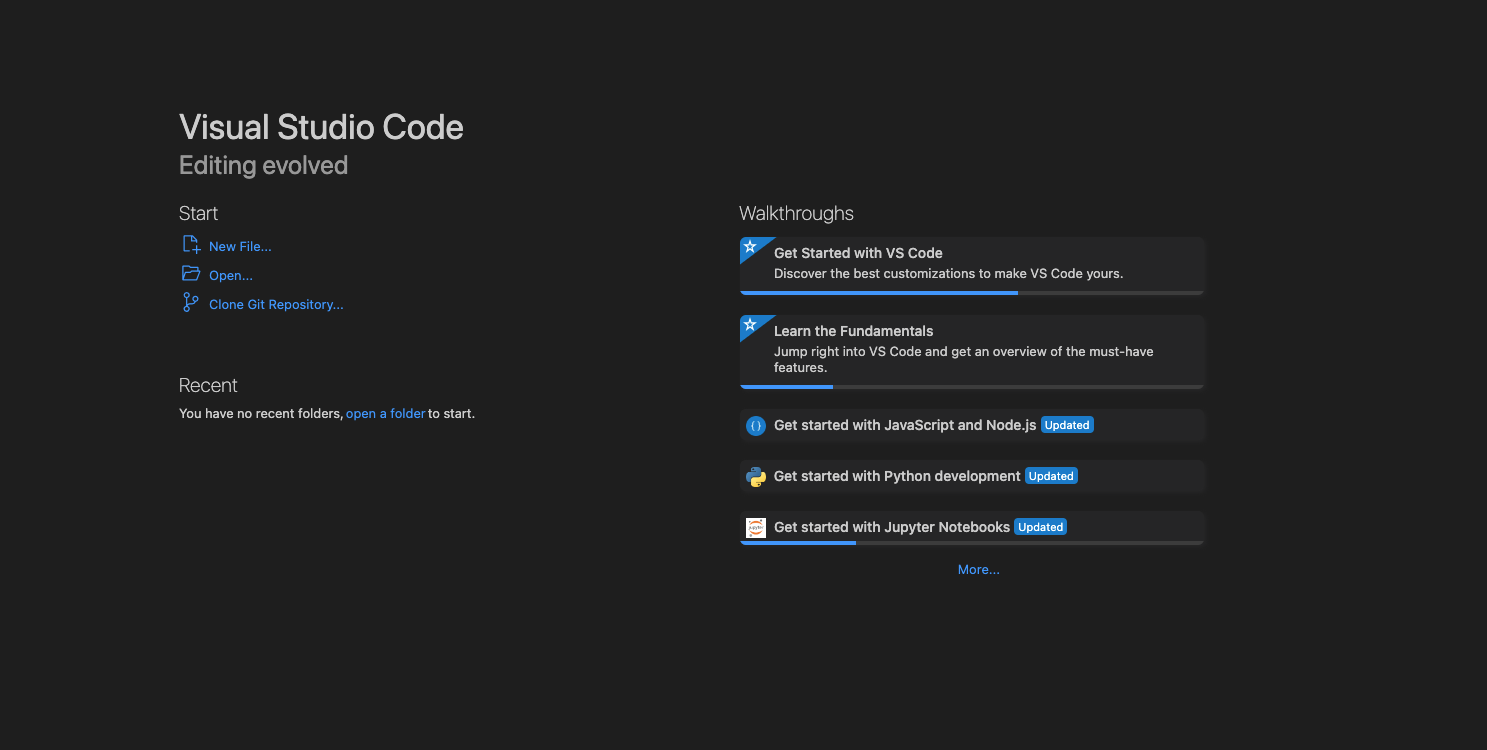 Visual Studio Code
Editing evolved
Start
New File...
Open...
Clone Git Repository...
Recent
You have no recent folders, open a folder to start.
Walkthroughs
Get Started with VS Code
Discover the best customizations to make VS Code yours.
Learn the Fundamentals
Jump right into VS Code and get an overview of the must-have
features.
{} Get started with JavaScript and Node.js Updated
Get started with Python development Updated
jupyter Get started with Jupyter Notebooks Updated
More...